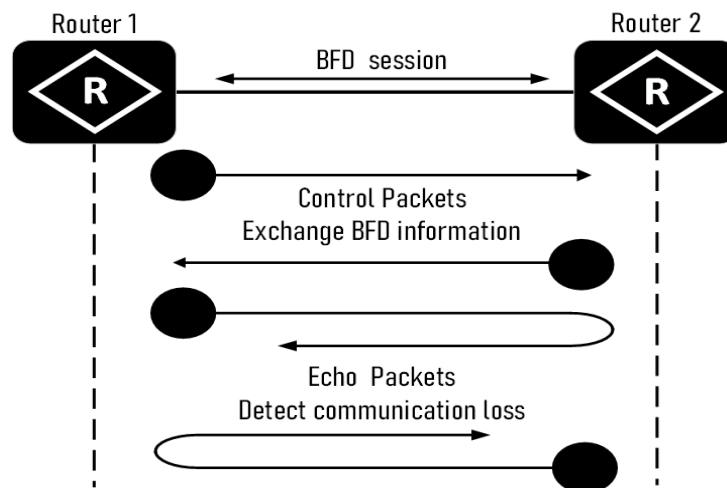 Router 1
Router 2
BFD session
R
R
Control Packets
Exchange BFD information
Echo Packets
Detect communication loss